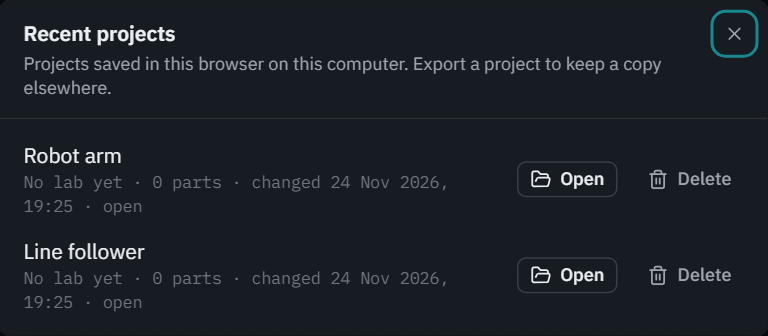 Recent projects
Projects saved in this browser on this computer. Export a project to keep a copy
elsewhere.
Robot arm
No lab yet · 0 parts · changed 24 Nov 2026,
19:25 · open
Open
Delete
Line follower
No lab yet · 0 parts · changed 24 Nov 2026,
19:25 · open
Open
Delete